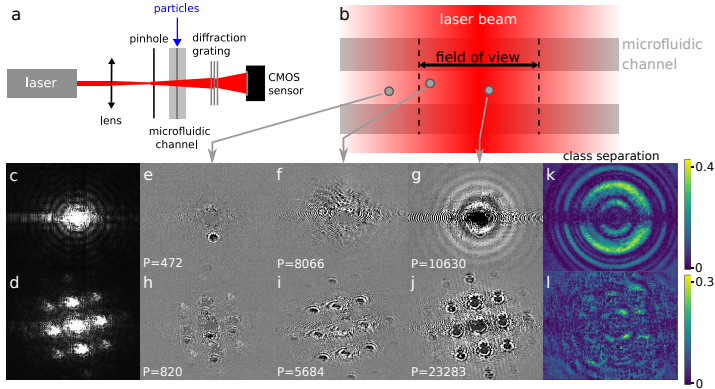 a
particles
pinhole
diffraction
grating
laser
CMOS
sensor
lens
microfluidic
channel
b
laser beam
field of view
microfluidic
channel
class separation
c
e
P=472
f
P=8066
g
P=10630
k
0.4
0
d
h
P=820
i
P=5684
j
P=23283
l
0.3
0